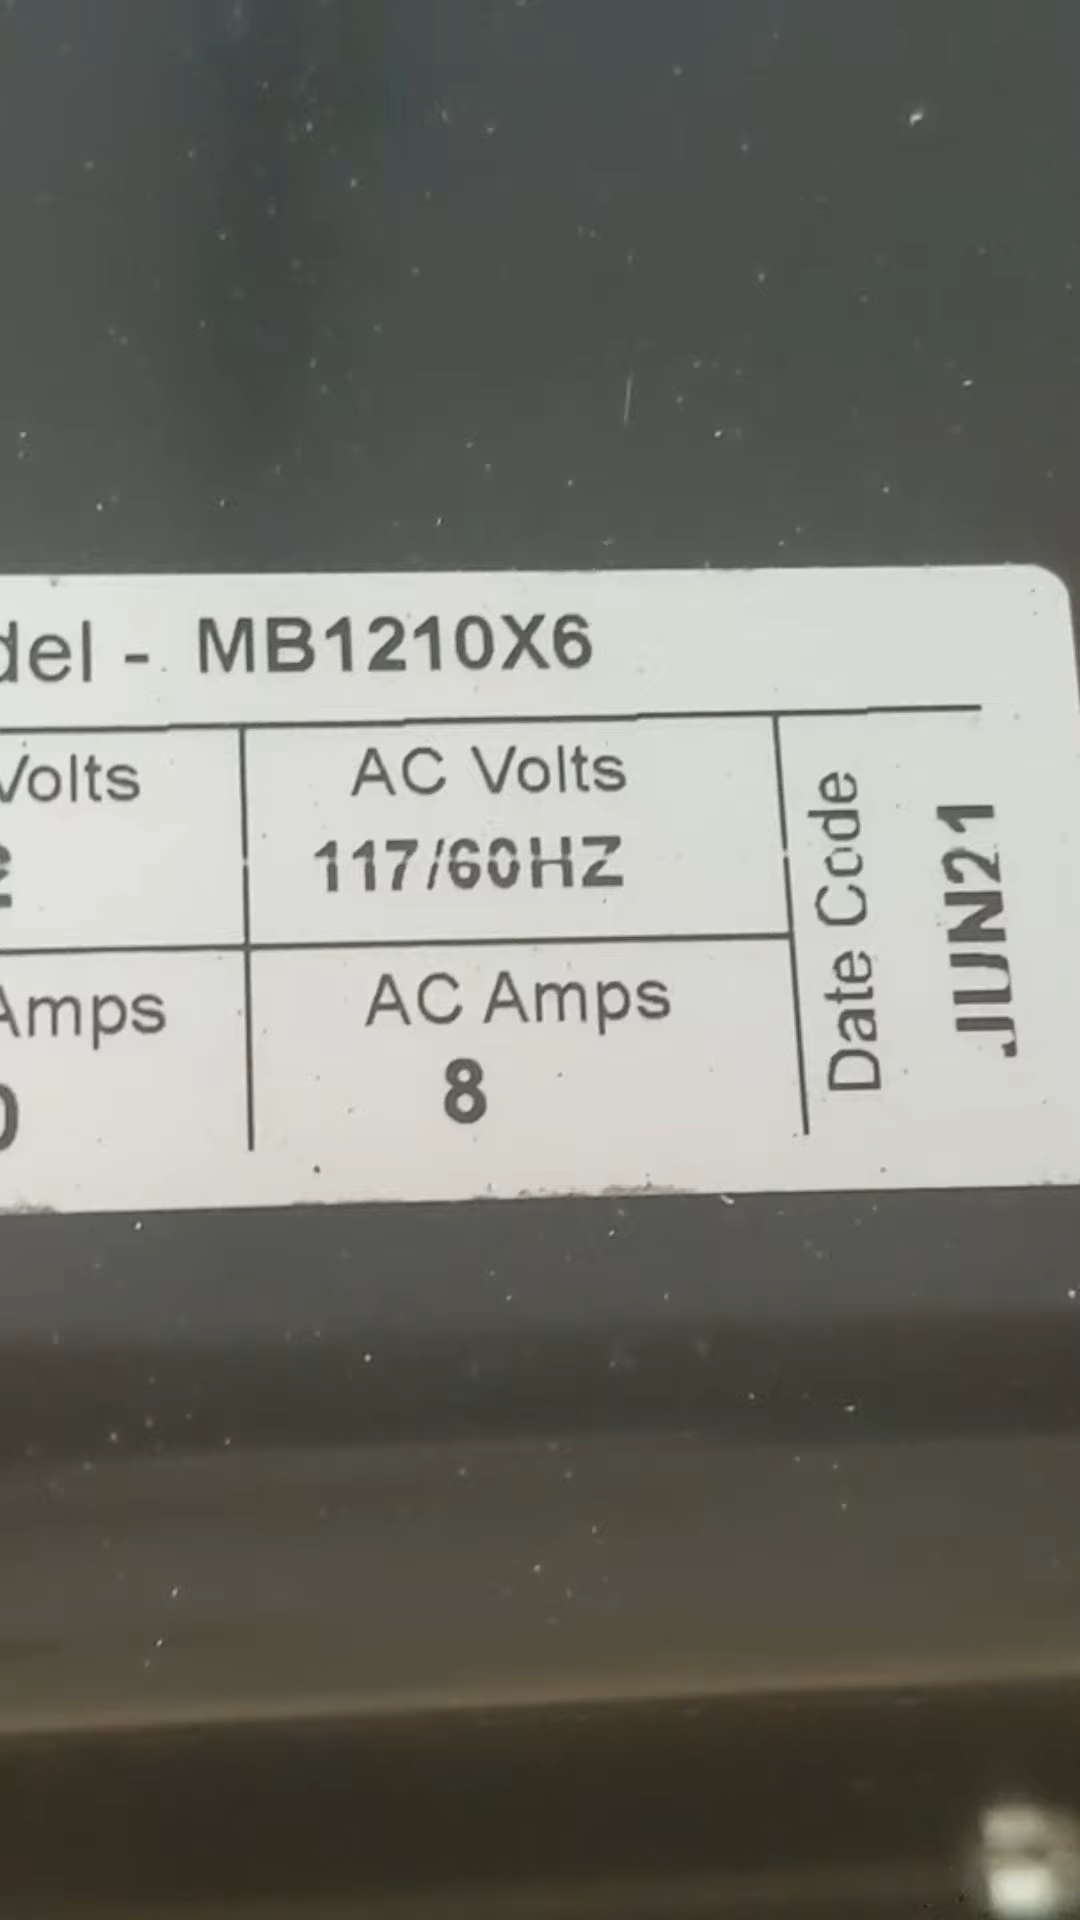 del - MB1210X6
Volts
AC Volts
117/60HZ
Amps
AC Amps
8
Date Code
JUN21